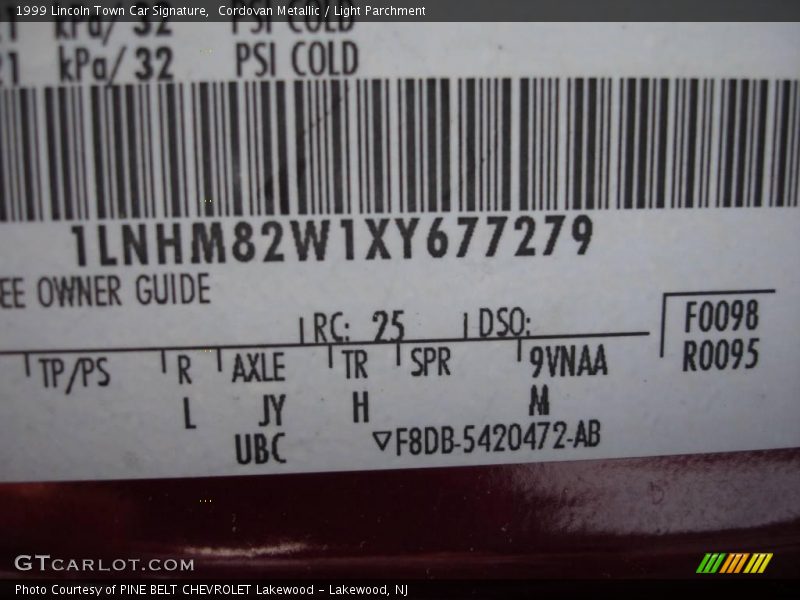 1999 Lincoln Town Car Signature,  Cordovan Metallic / Light Parchment
kPa/ 32 PSI COLD
kPa/ 32 PSI COLD
1LNHM82W1XY677279
EE OWNER GUIDE
RC: 25 DSO:
F0098
R0095
TP/PS R AXLE TR SPR 9VNAA
L JY H M
UBC ▽F8DB-5420472-AB
GTCARLOT.COM
Photo Courtesy of PINE BELT CHEVROLET Lakewood - Lakewood, NJ